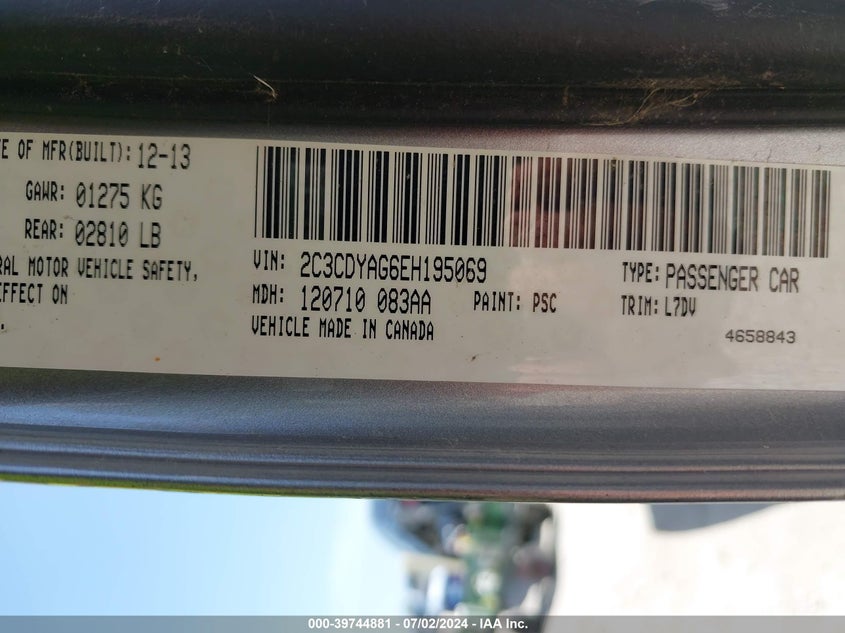 TE OF MFR(BUILT): 12-13
GAWR: 01275 KG
REAR: 02810 LB
RAL MOTOR VEHICLE SAFETY,
EFFECT ON
VIN: 2C3CDYAG6EH195069
TYPE: PASSENGER CAR
MDH: 120710 083AA
PAINT: PSC
TRIM: L7DV
VEHICLE MADE IN CANADA
4658843
000-39744881 - 07/02/2024 - IAA Inc.